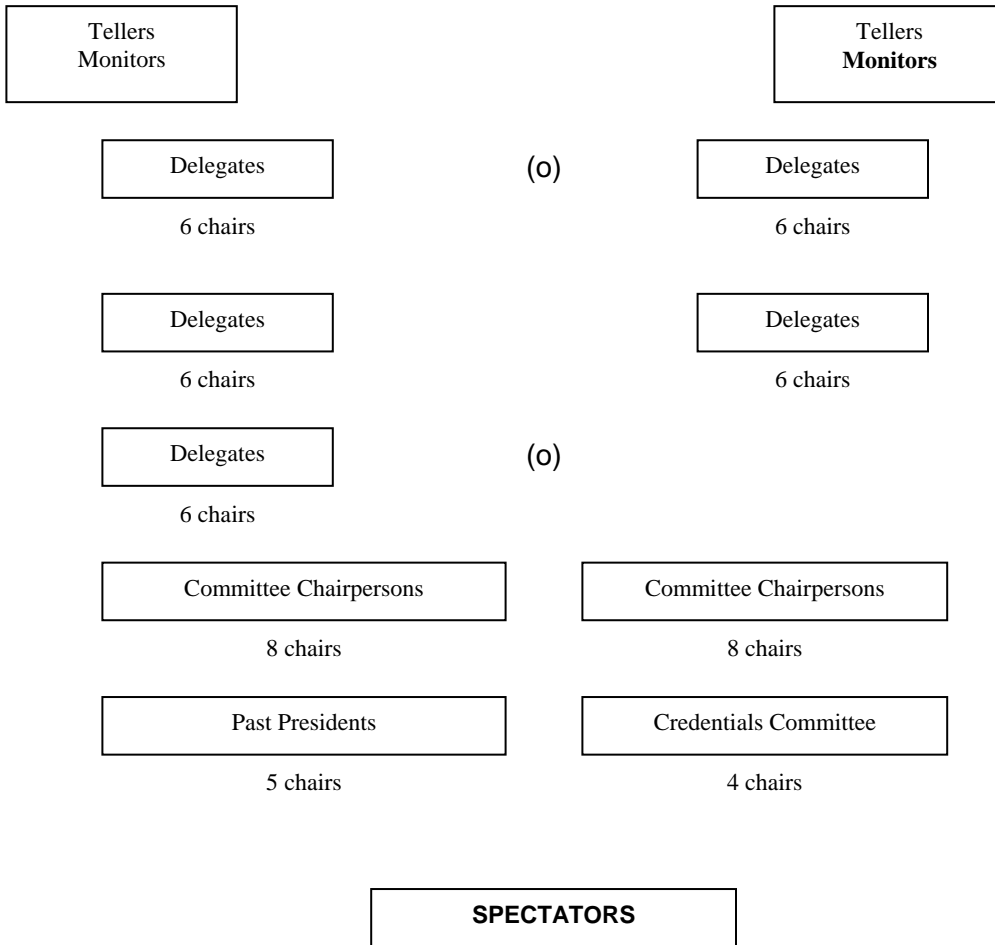 Tellers
Monitors
Tellers
Monitors
Delegates
(o)
Delegates
6 chairs
6 chairs
Delegates
Delegates
6 chairs
6 chairs
Delegates
(o)
6 chairs
Committee Chairpersons
Committee Chairpersons
8 chairs
8 chairs
Past Presidents
Credentials Committee
5 chairs
4 chairs
SPECTATORS